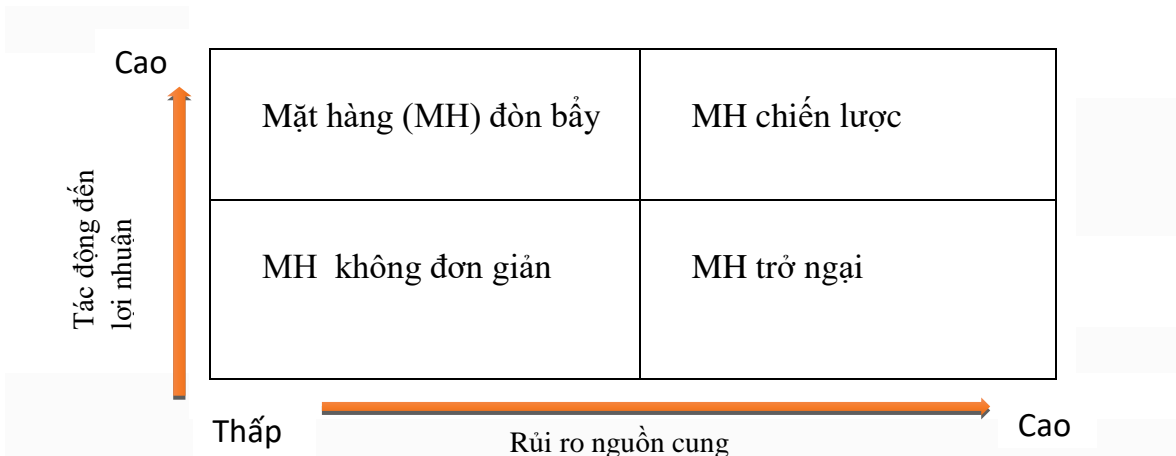 Cao
Mặt hàng (MH) đòn bẩy
MH chiến lược
Tác động đến
lợi nhuận
MH không đơn giản
MH trở ngại
Thấp
Rủi ro nguồn cung
Cao